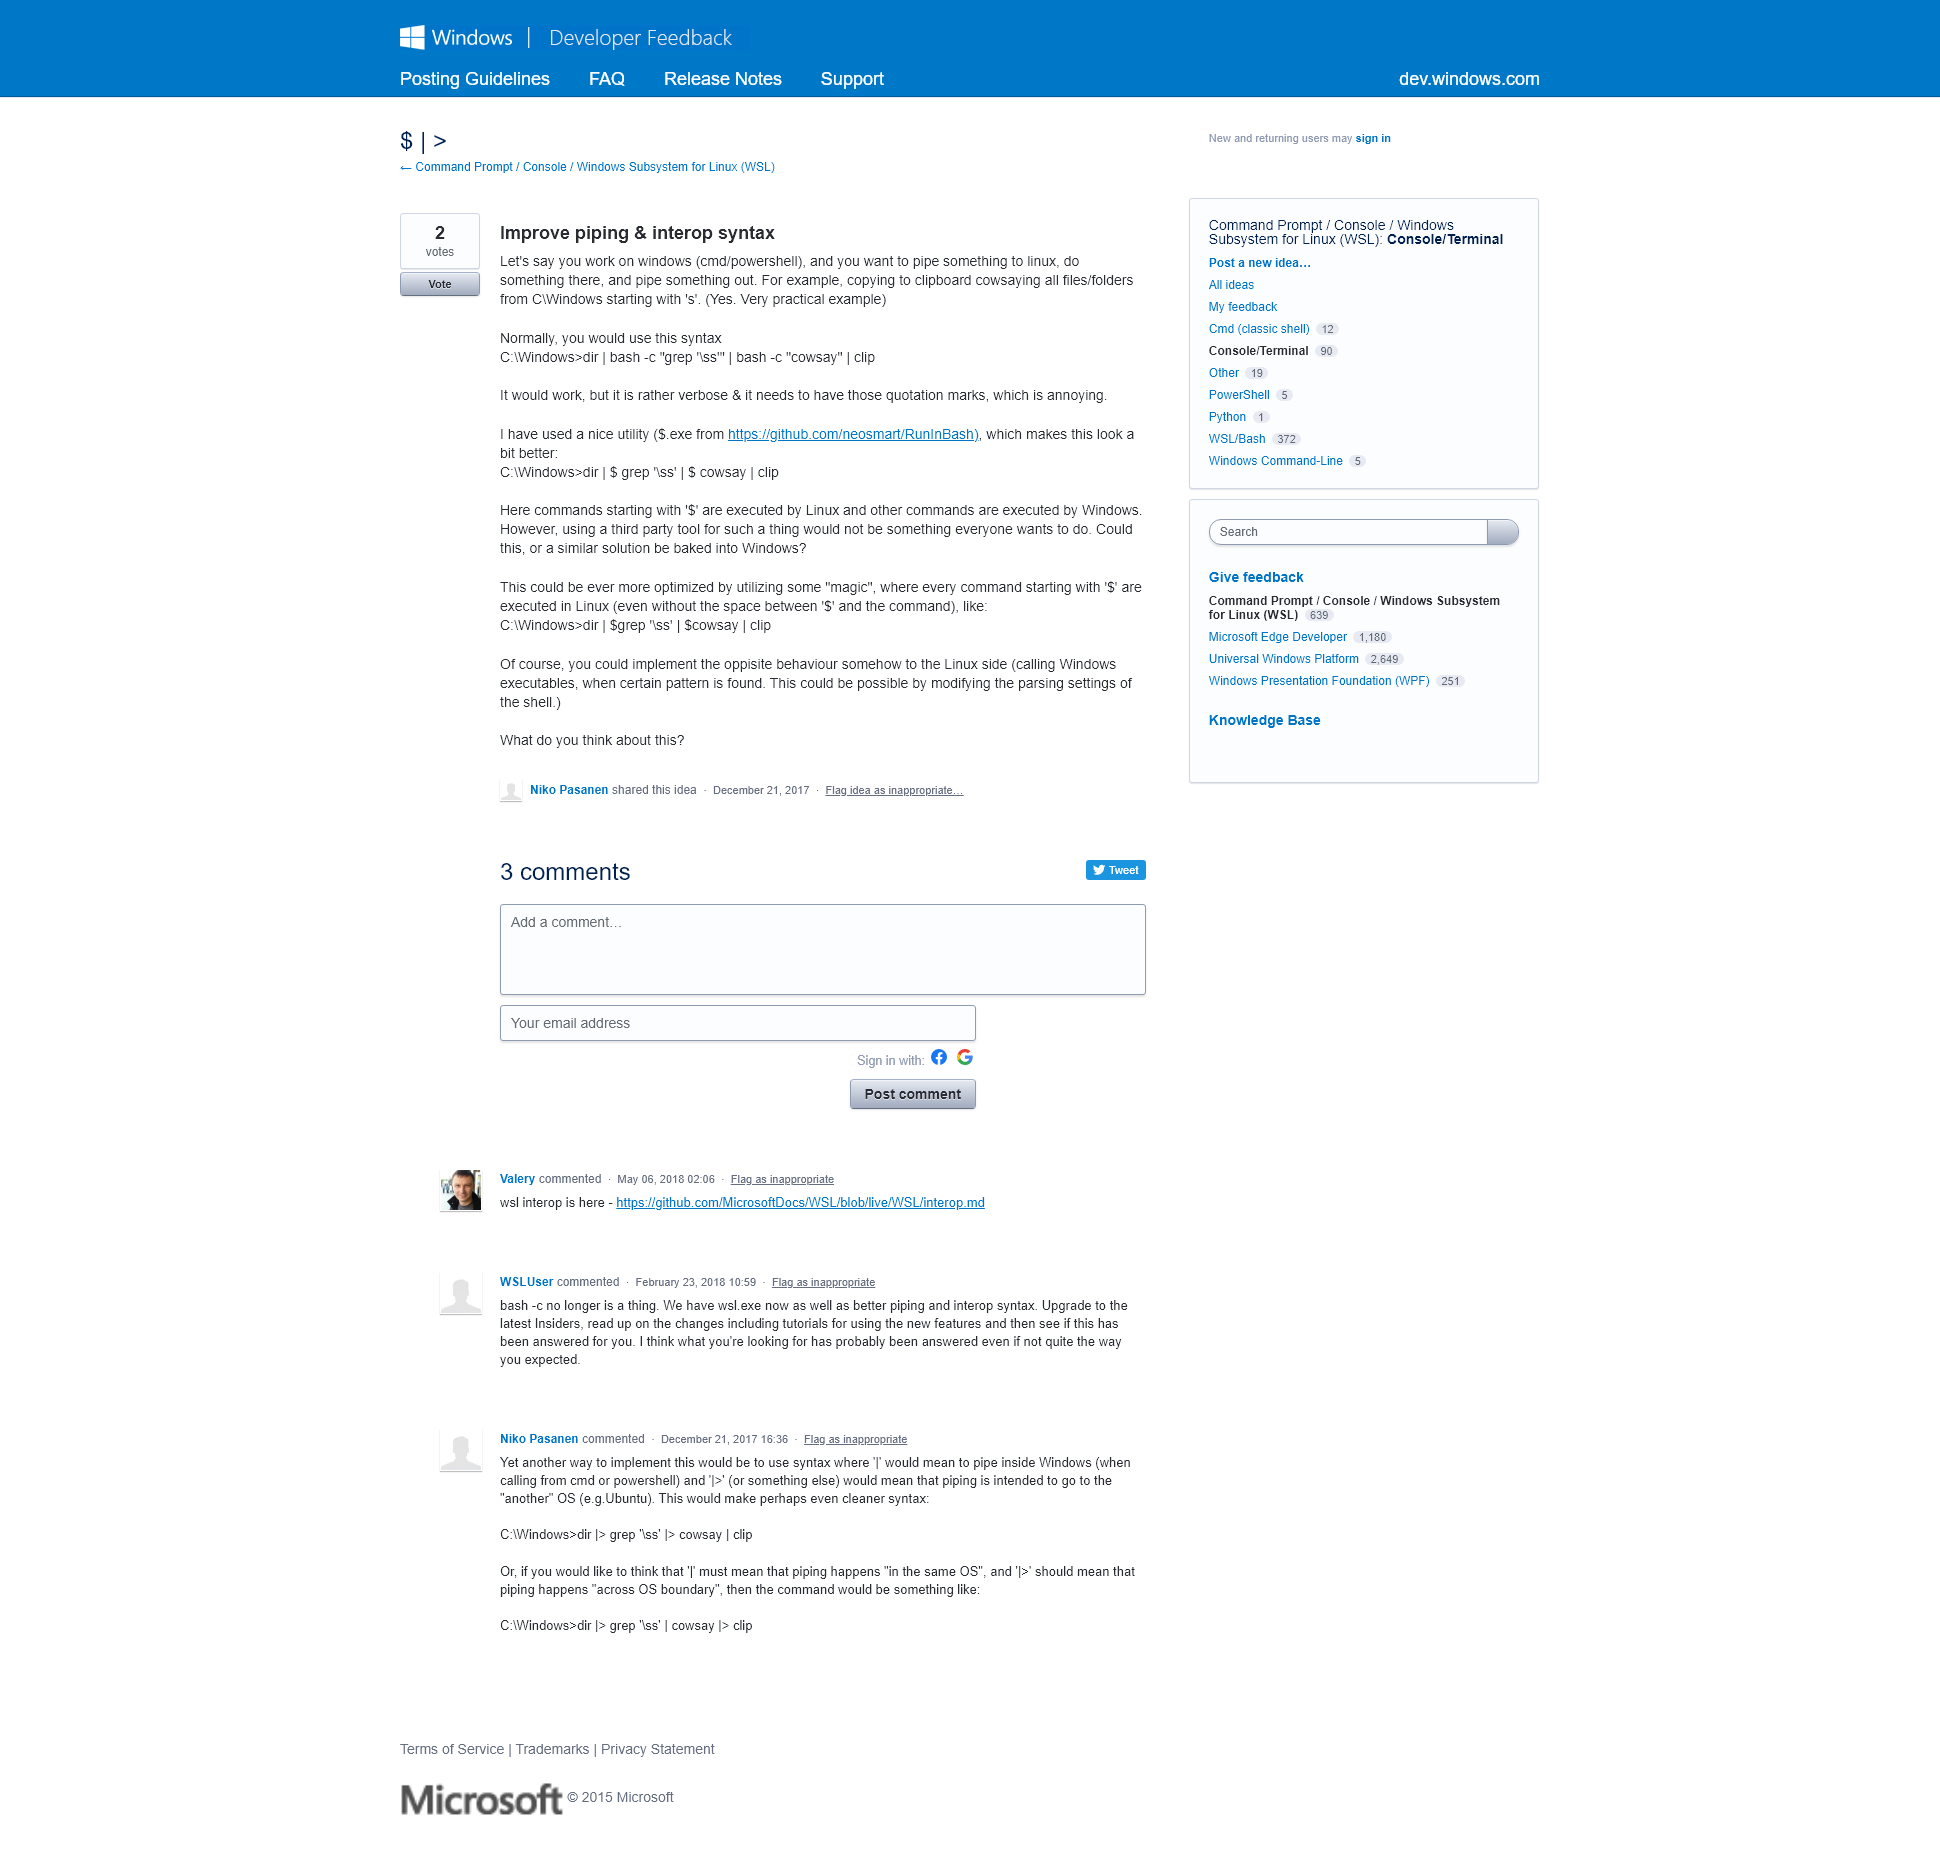 Windows | Developer Feedback
Posting Guidelines FAQ Release Notes Support dev.windows.com
$ | >
← Command Prompt / Console / Windows Subsystem for Linux (WSL)
New and returning users may sign in
2
votes
Vote
Improve piping & interop syntax
Let's say you work on windows (cmd/powershell), and you want to pipe something to linux, do
something there, and pipe something out. For example, copying to clipboard cowsaying all files/folders
from C\Windows starting with 's'. (Yes. Very practical example)
Normally, you would use this syntax
C:\Windows>dir | bash -c "grep '\ss'" | bash -c "cowsay" | clip
It would work, but it is rather verbose & it needs to have those quotation marks, which is annoying.
I have used a nice utility ($.exe from https://github.com/neosmart/RunInBash), which makes this look a
bit better:
C:\Windows>dir | $ grep '\ss' | $ cowsay | clip
Here commands starting with '$' are executed by Linux and other commands are executed by Windows.
However, using a third party tool for such a thing would not be something everyone wants to do. Could
this, or a similar solution be baked into Windows?
This could be ever more optimized by utilizing some "magic", where every command starting with '$' are
executed in Linux (even without the space between '$' and the command), like:
C:\Windows>dir | $grep '\ss' | $cowsay | clip
Of course, you could implement the oppisite behaviour somehow to the Linux side (calling Windows
executables, when certain pattern is found. This could be possible by modifying the parsing settings of
the shell.)
What do you think about this?
Niko Pasanen shared this idea · December 21, 2017 · Flag idea as inappropriate…
3 comments
Tweet
Add a comment…
Your email address
Sign in with:
Post comment
Valery commented · May 06, 2018 02:06 · Flag as inappropriate
wsl interop is here - https://github.com/MicrosoftDocs/WSL/blob/live/WSL/interop.md
WSLUser commented · February 23, 2018 10:59 · Flag as inappropriate
bash -c no longer is a thing. We have wsl.exe now as well as better piping and interop syntax. Upgrade to the
latest Insiders, read up on the changes including tutorials for using the new features and then see if this has
been answered for you. I think what you're looking for has probably been answered even if not quite the way
you expected.
Niko Pasanen commented · December 21, 2017 16:36 · Flag as inappropriate
Yet another way to implement this would be to use syntax where '|' would mean to pipe inside Windows (when
calling from cmd or powershell) and '|>' (or something else) would mean that piping is intended to go to the
"another" OS (e.g.Ubuntu). This would make perhaps even cleaner syntax:
C:\Windows>dir |> grep '\ss' |> cowsay | clip
Or, if you would like to think that '|' must mean that piping happens "in the same OS", and '|>' should mean that
piping happens "across OS boundary", then the command would be something like:
C:\Windows>dir |> grep '\ss' | cowsay |> clip
Command Prompt / Console / Windows
Subsystem for Linux (WSL): Console/Terminal
Post a new idea…
All ideas
My feedback
Cmd (classic shell) 12
Console/Terminal 90
Other 19
PowerShell 5
Python 1
WSL/Bash 372
Windows Command-Line 5
Search
Give feedback
Command Prompt / Console / Windows Subsystem
for Linux (WSL) 639
Microsoft Edge Developer 1,180
Universal Windows Platform 2,649
Windows Presentation Foundation (WPF) 251
Knowledge Base
Terms of Service | Trademarks | Privacy Statement
Microsoft © 2015 Microsoft